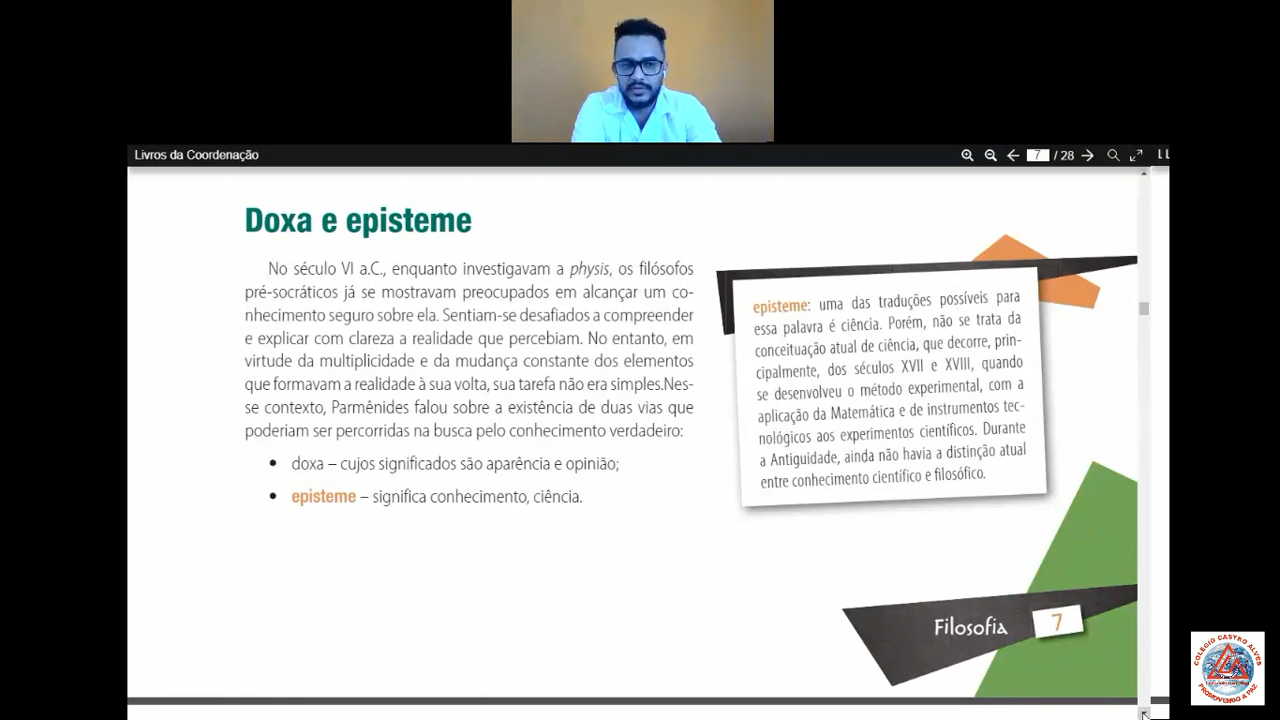 Livros da Coordenação
7 / 28
Doxa e episteme
No século VI a.C., enquanto investigavam a physis, os filósofos
pré-socráticos já se mostravam preocupados em alcançar um co-
nhecimento seguro sobre ela. Sentiam-se desafiados a compreender
e explicar com clareza a realidade que percebiam. No entanto, em
virtude da multiplicidade e da mudança constante dos elementos
que formavam a realidade à sua volta, sua tarefa não era simples.Nes-
se contexto, Parmênides falou sobre a existência de duas vias que
poderiam ser percorridas na busca pelo conhecimento verdadeiro:
• doxa – cujos significados são aparência e opinião;
• episteme – significa conhecimento, ciência.
episteme: uma das traduções possíveis para
essa palavra é ciência. Porém, não se trata da
conceituação atual de ciência, que decorre, prin-
cipalmente, dos séculos XVII e XVIII, quando
se desenvolveu o método experimental, com a
aplicação da Matemática e de instrumentos tec-
nológicos aos experimentos científicos. Durante
a Antiguidade, ainda não havia a distinção atual
entre conhecimento científico e filosófico.
Filosofia 7
COLÉGIO CASTRO ALVES
PROMOVENDO A PAZ